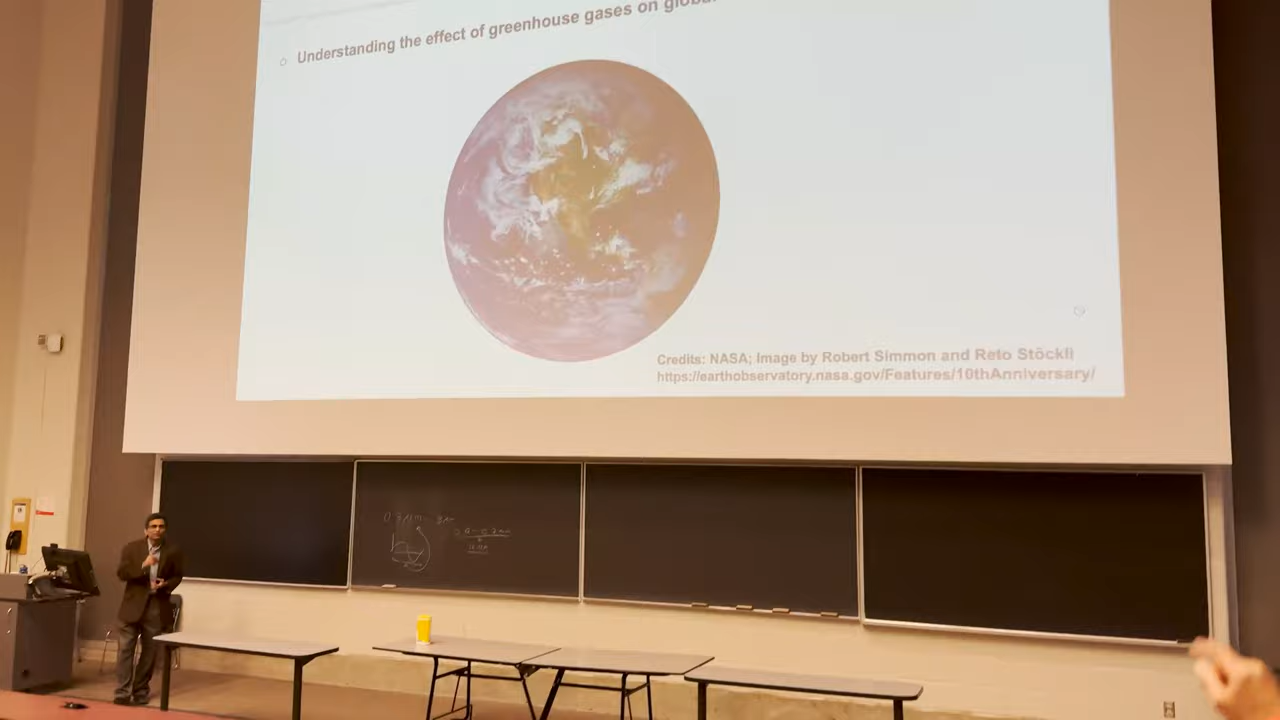 Understanding the effect of greenhouse gases on global
Credits: NASA; Image by Robert Simmon and Reto Stöckli
https://earthobservatory.nasa.gov/Features/10thAnniversary/